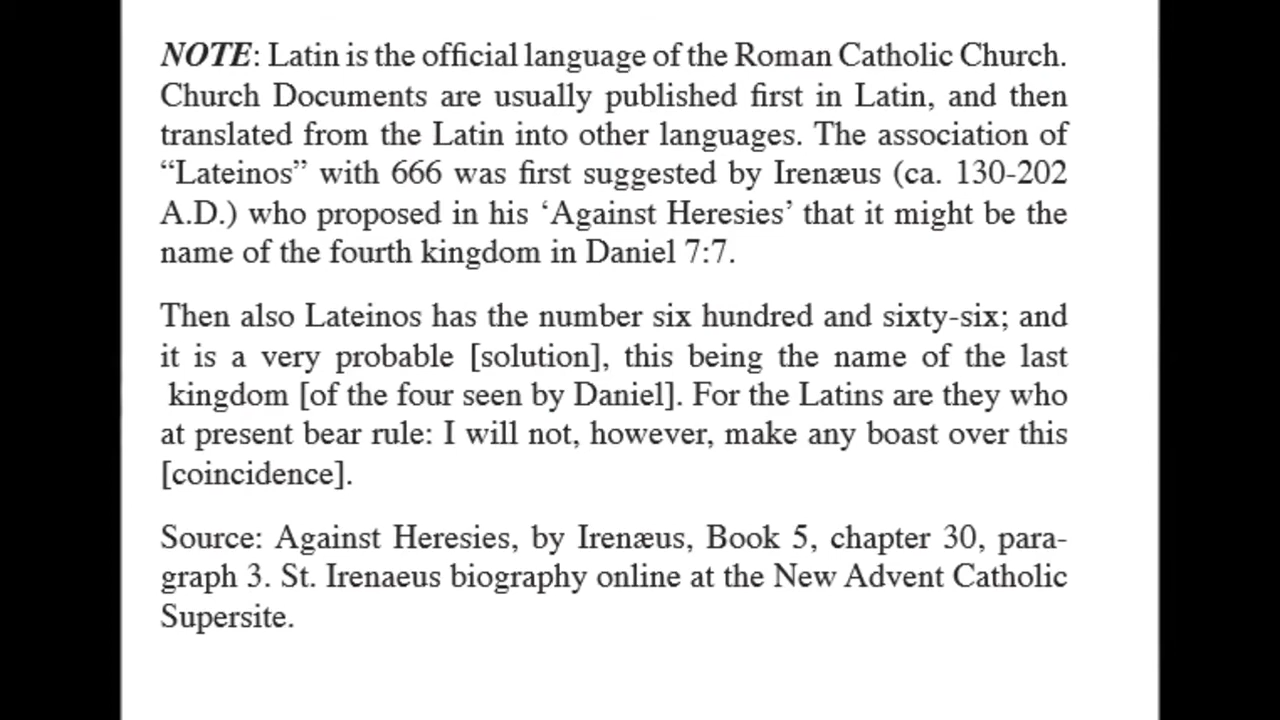 NOTE: Latin is the official language of the Roman Catholic Church.
Church Documents are usually published first in Latin, and then
translated from the Latin into other languages. The association of
“Lateinos” with 666 was first suggested by Irenæus (ca. 130-202
A.D.) who proposed in his ‘Against Heresies’ that it might be the
name of the fourth kingdom in Daniel 7:7.
Then also Lateinos has the number six hundred and sixty-six; and
it is a very probable [solution], this being the name of the last
kingdom [of the four seen by Daniel]. For the Latins are they who
at present bear rule: I will not, however, make any boast over this
[coincidence].
Source: Against Heresies, by Irenæus, Book 5, chapter 30, para-
graph 3. St. Irenaeus biography online at the New Advent Catholic
Supersite.